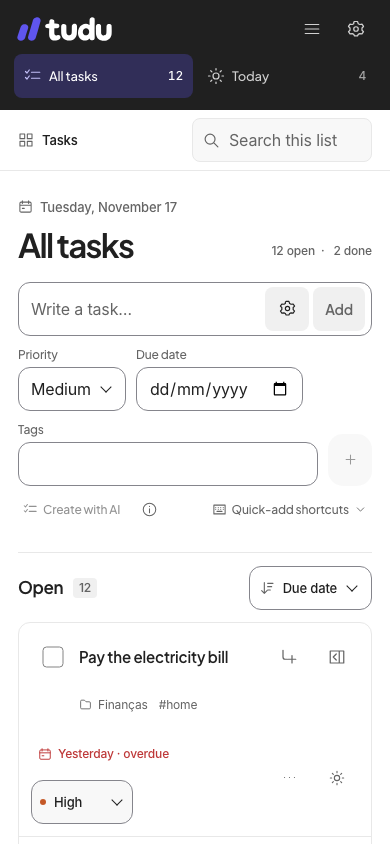 tudu
All tasks 12
Today 4
Tasks
Search this list
Tuesday, November 17
All tasks
12 open · 2 done
Write a task...
Add
Priority
Due date
Medium
dd/mm/yyyy
Tags
+
Create with AI
Quick-add shortcuts
Open 12
Due date
Pay the electricity bill
Finanças #home
Yesterday · overdue
...
High